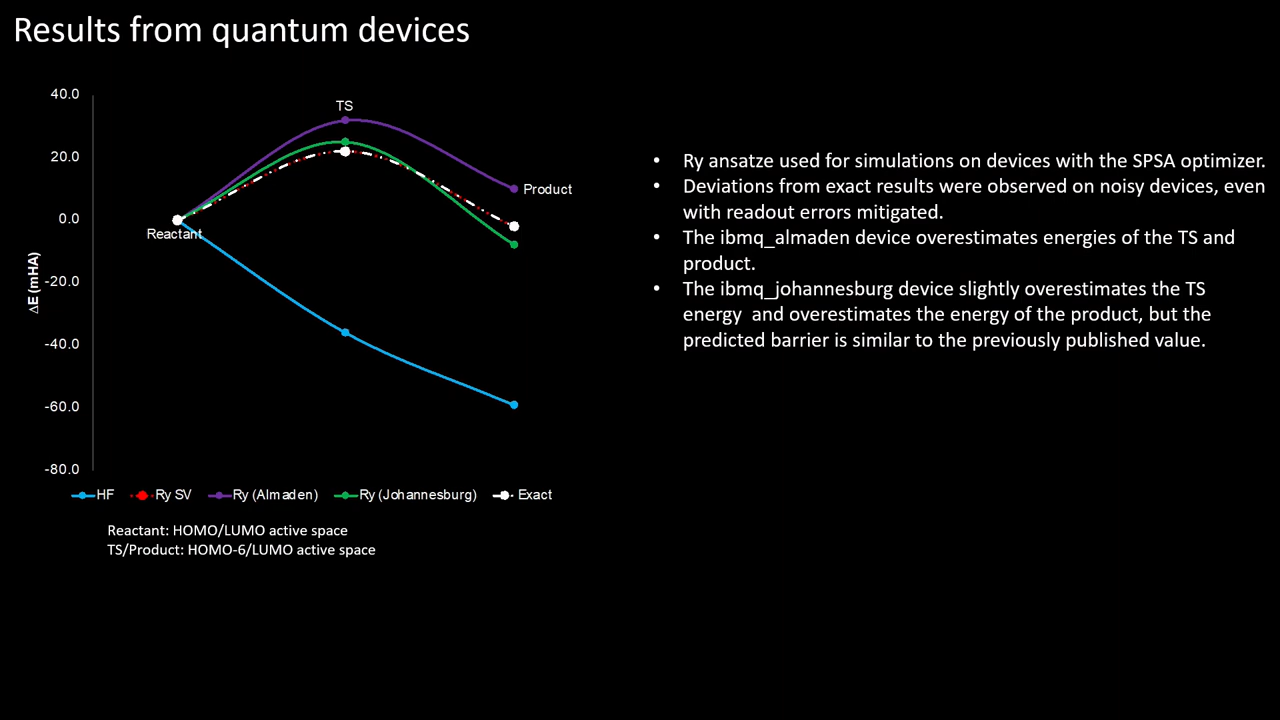 Results from quantum devices
40.0
20.0
0.0
-20.0
-40.0
-60.0
-80.0
ΔE (mHA)
TS
Product
Reactant
HF
Ry SV
Ry (Almaden)
Ry (Johannesburg)
Exact
Reactant: HOMO/LUMO active space
TS/Product: HOMO-6/LUMO active space
• Ry ansatze used for simulations on devices with the SPSA optimizer.
• Deviations from exact results were observed on noisy devices, even
with readout errors mitigated.
• The ibmq_almaden device overestimates energies of the TS and
product.
• The ibmq_johannesburg device slightly overestimates the TS
energy  and overestimates the energy of the product, but the
predicted barrier is similar to the previously published value.